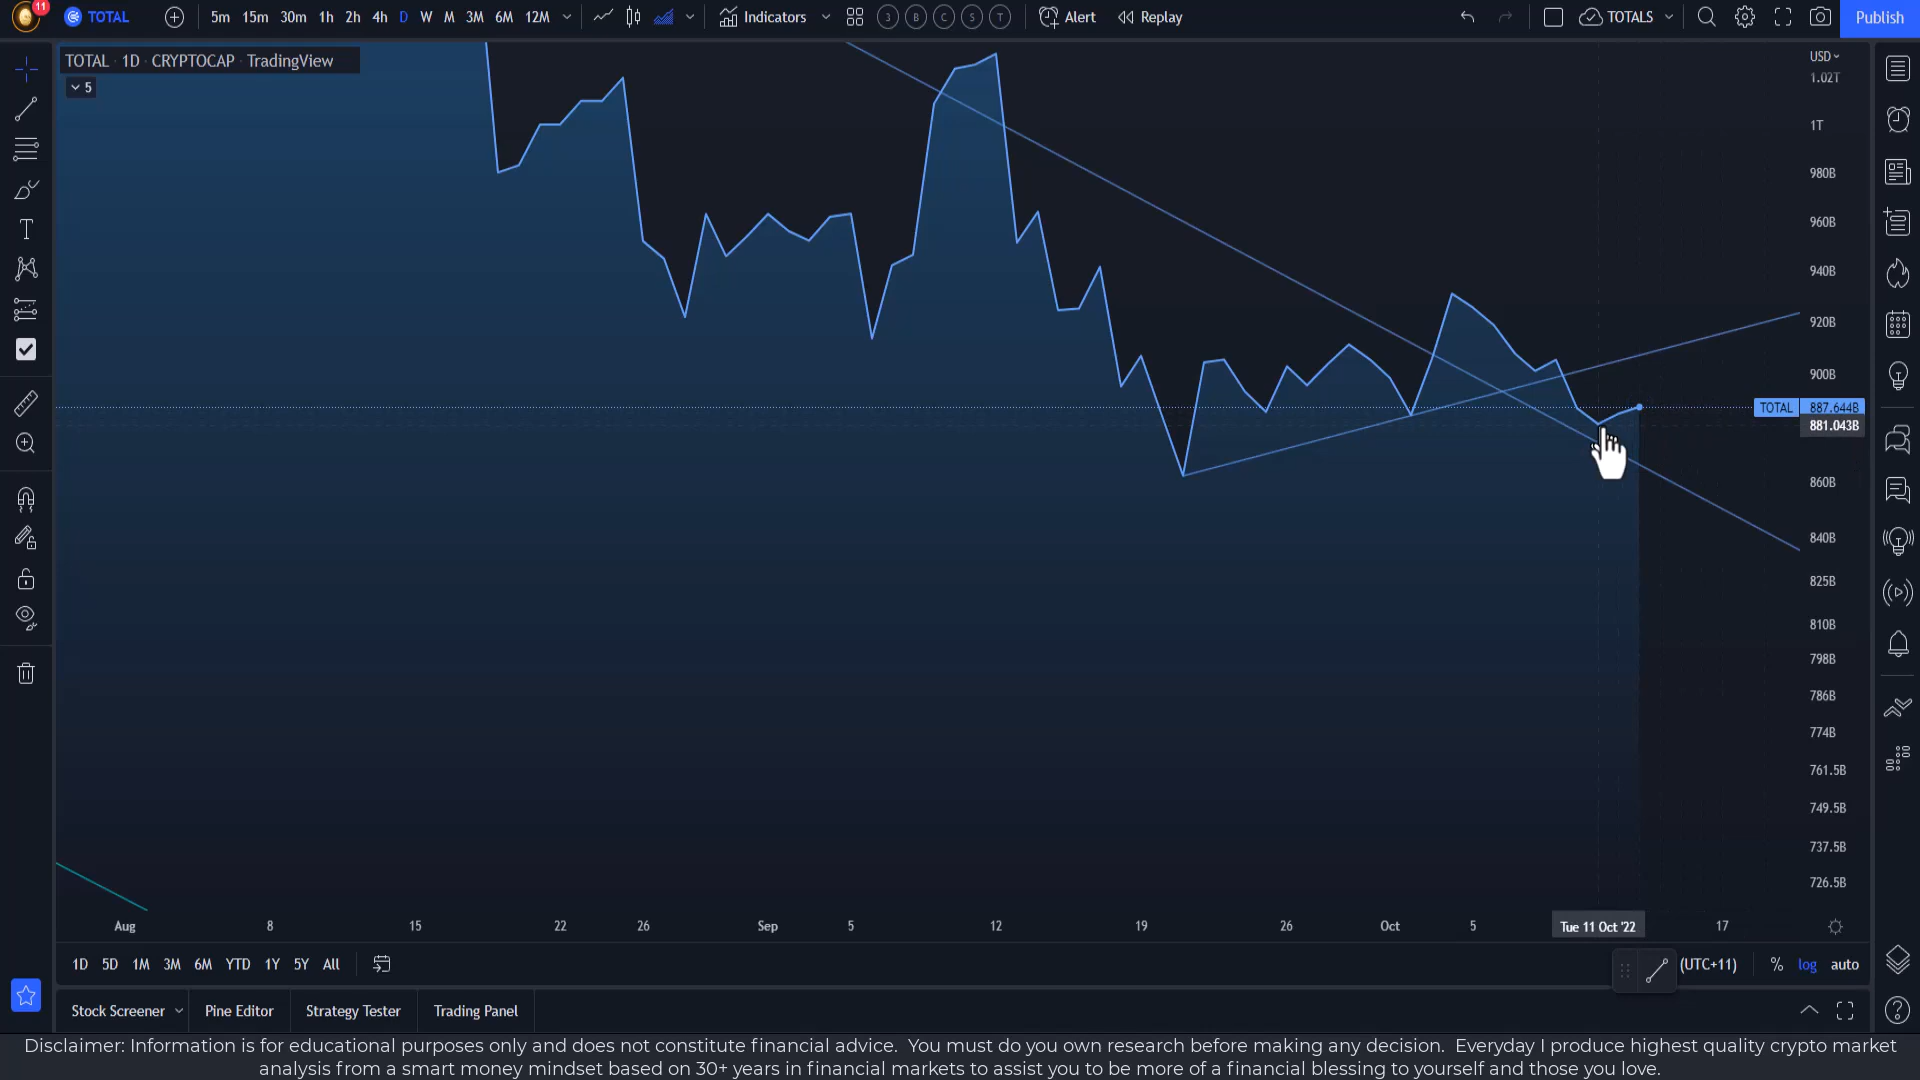 11 TOTAL 5m 15m 30m 1h 2h 4h D W M 3M 6M 12M Indicators 3 B C S T Alert Replay TOTALS Publish
TOTAL · 1D · CRYPTOCAP · TradingView
5
USD
1.02T
1T
980B
960B
940B
920B
900B
TOTAL 887.644B
881.043B
860B
840B
825B
810B
798B
786B
774B
761.5B
749.5B
737.5B
726.5B
Aug 8 15 22 26 Sep 5 12 19 26 Oct 5 Tue 11 Oct '22 17
1D 5D 1M 3M 6M YTD 1Y 5Y All (UTC+11) % log auto
Stock Screener Pine Editor Strategy Tester Trading Panel
Disclaimer: Information is for educational purposes only and does not constitute financial advice. You must do you own research before making any decision. Everyday I produce highest quality crypto market
analysis from a smart money mindset based on 30+ years in financial markets to assist you to be more of a financial blessing to yourself and those you love.